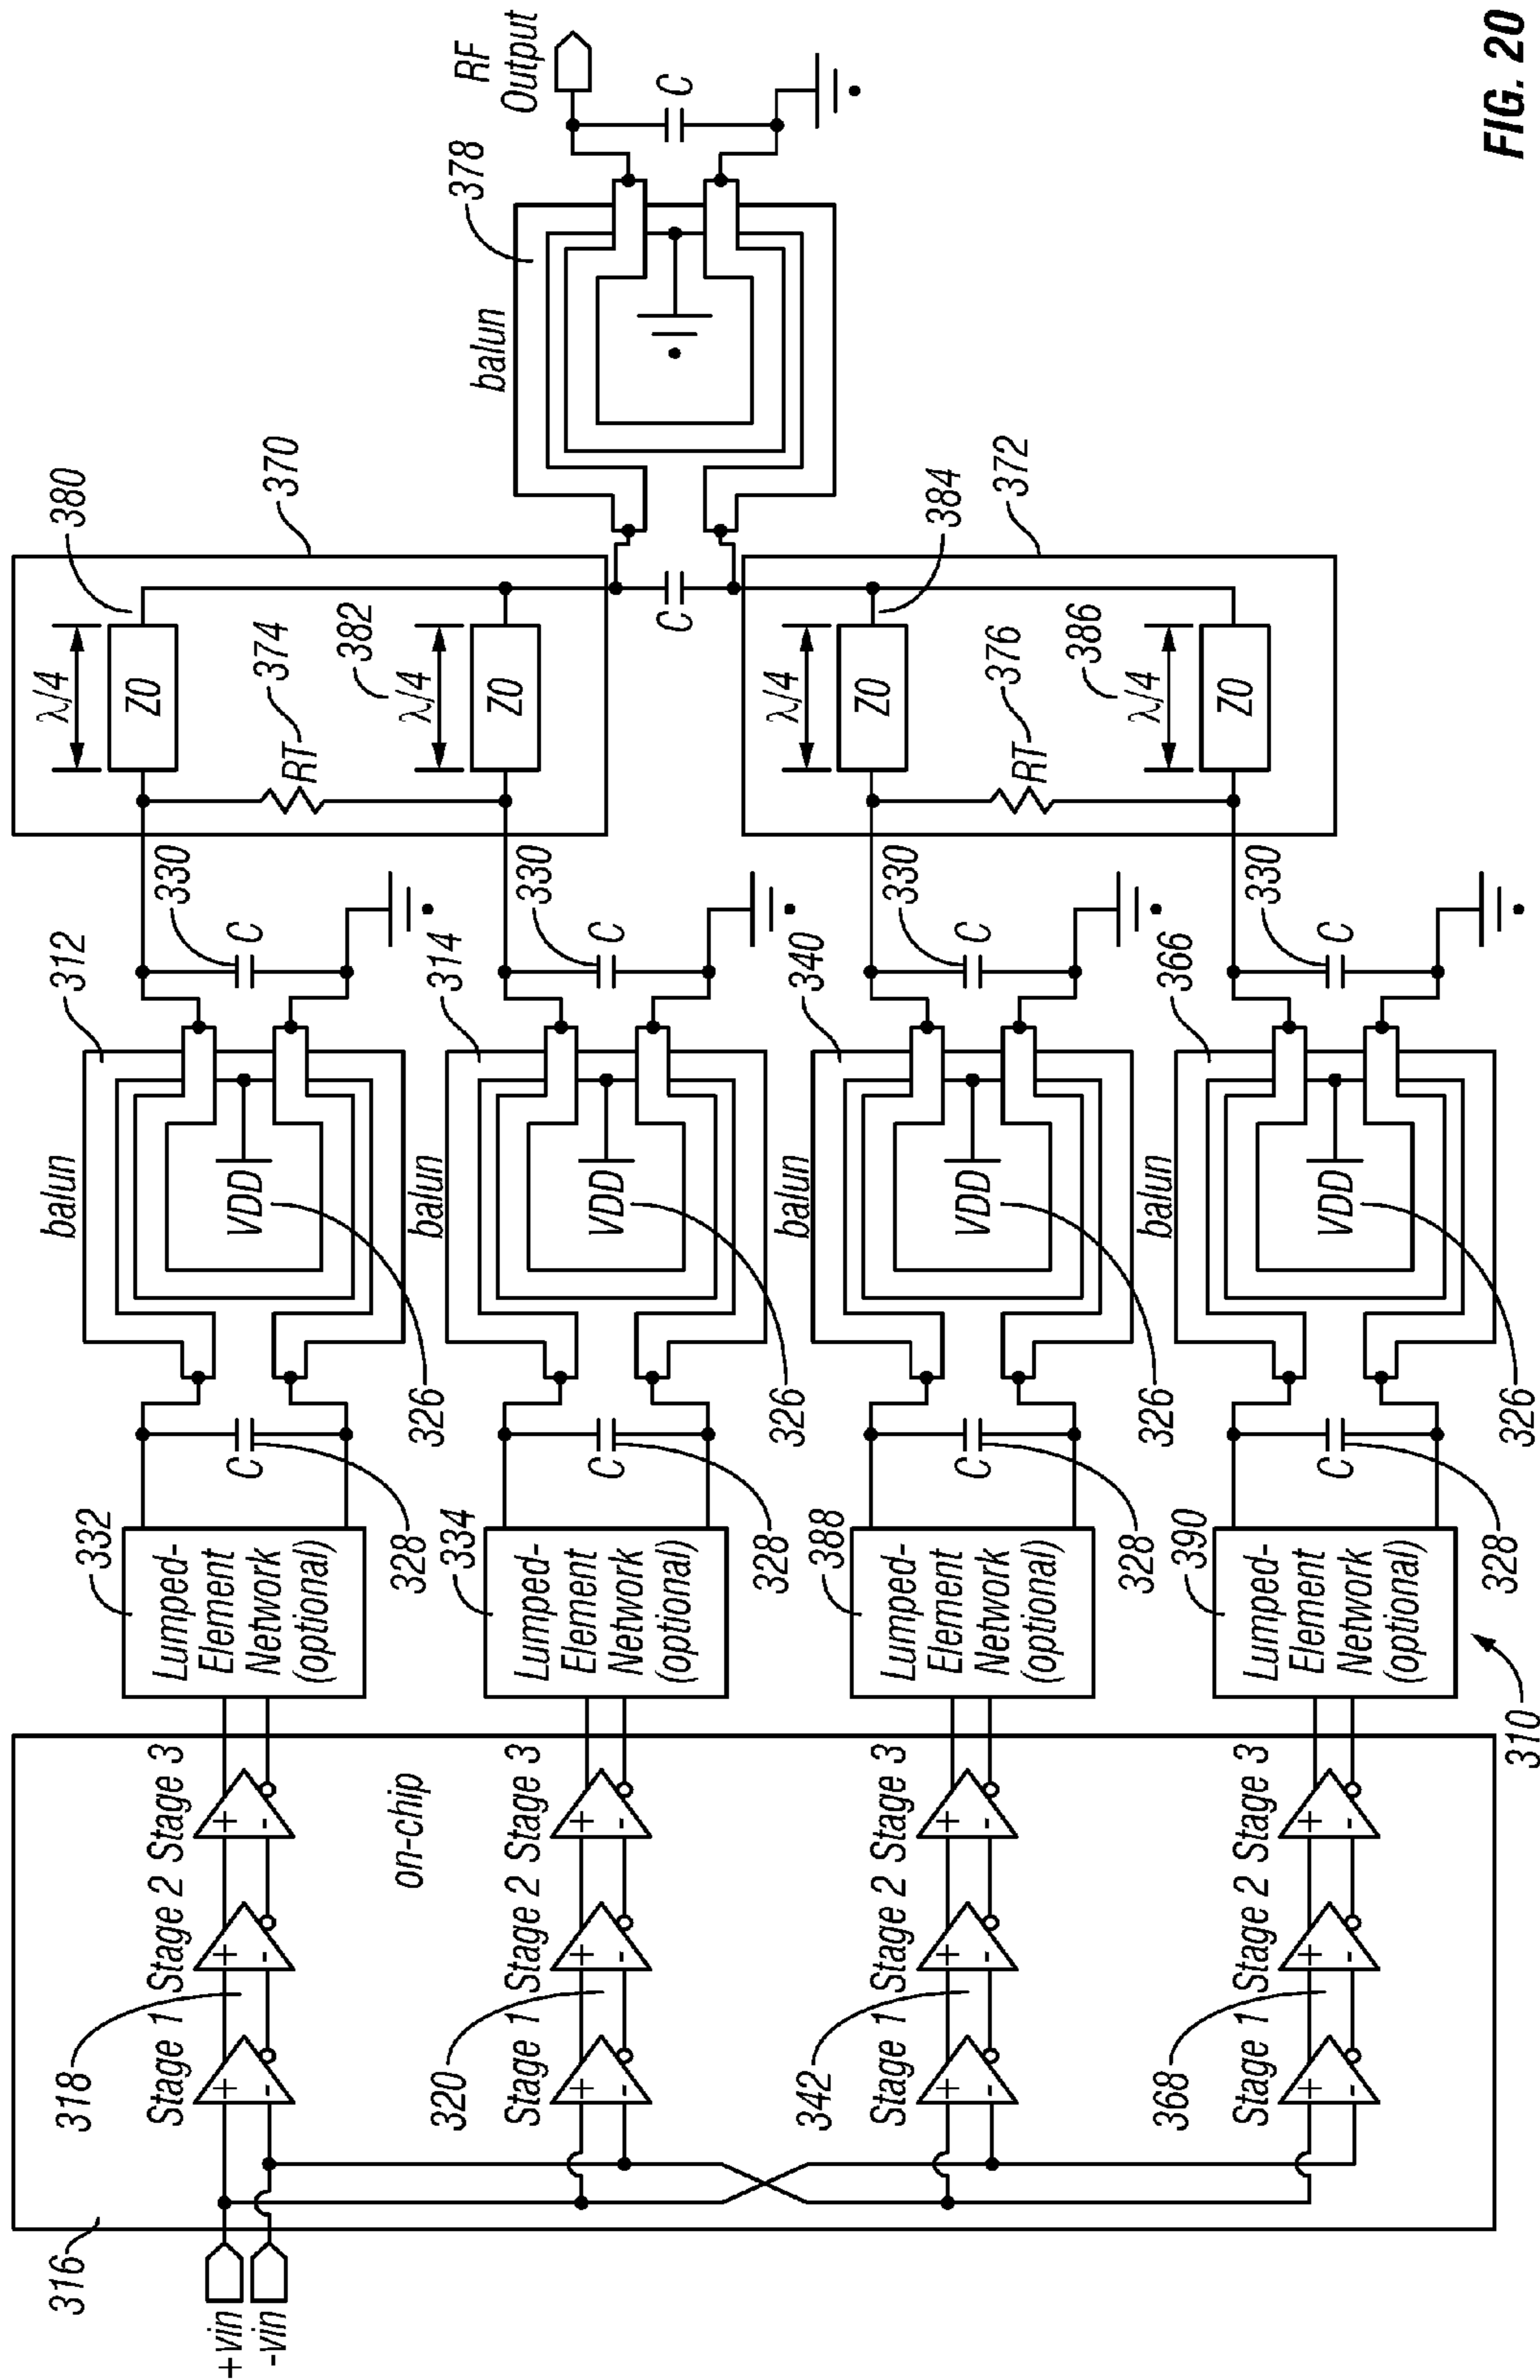 316
+vin
-vin
318
Stage 1
Stage 2
Stage 3
on-chip
320
Stage 1
Stage 2
Stage 3
342
Stage 1
Stage 2
Stage 3
368
Stage 1
Stage 2
Stage 3
310
332
Lumped-
Element
Network
(optional)
328
C
334
Lumped-
Element
Network
(optional)
328
C
388
Lumped-
Element
Network
(optional)
328
C
390
Lumped-
Element
Network
(optional)
328
C
balun
312
VDD
326
330
C
balun
314
VDD
326
330
C
balun
340
VDD
326
330
C
balun
366
VDD
326
330
C
370
380
λ/4
Z0
374
RT
382
λ/4
Z0
C
372
384
λ/4
Z0
376
RT
386
λ/4
Z0
balun
378
RF
Output
C
FIG. 20